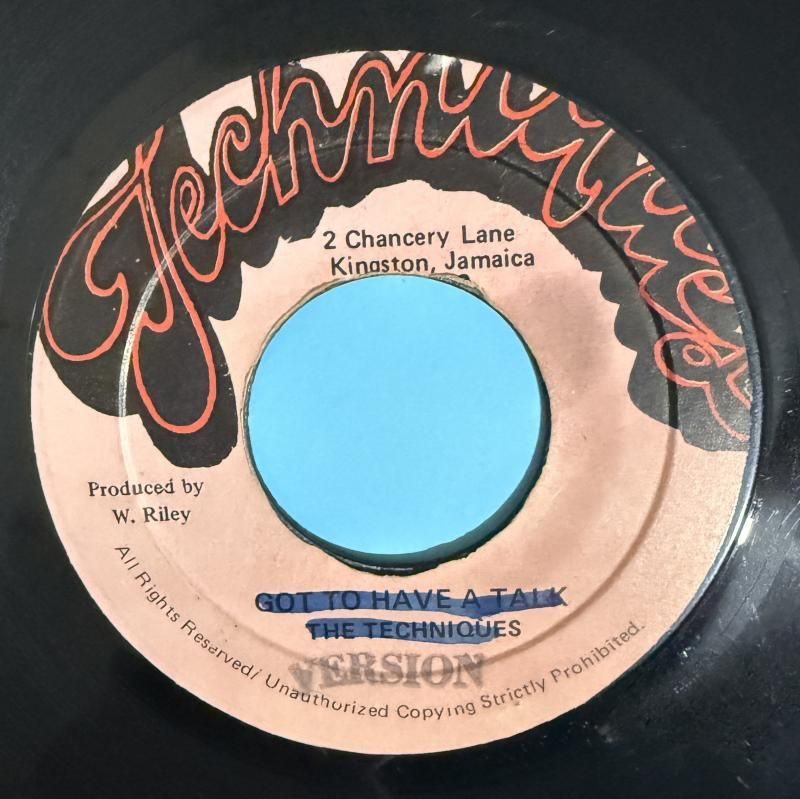 Techniques
2 Chancery Lane
Kingston, Jamaica
Produced by
W. Riley
GOT TO HAVE A TALK
THE TECHNIQUES
VERSION
All Rights Reserved/ Unauthorized Copying Strictly Prohibited.